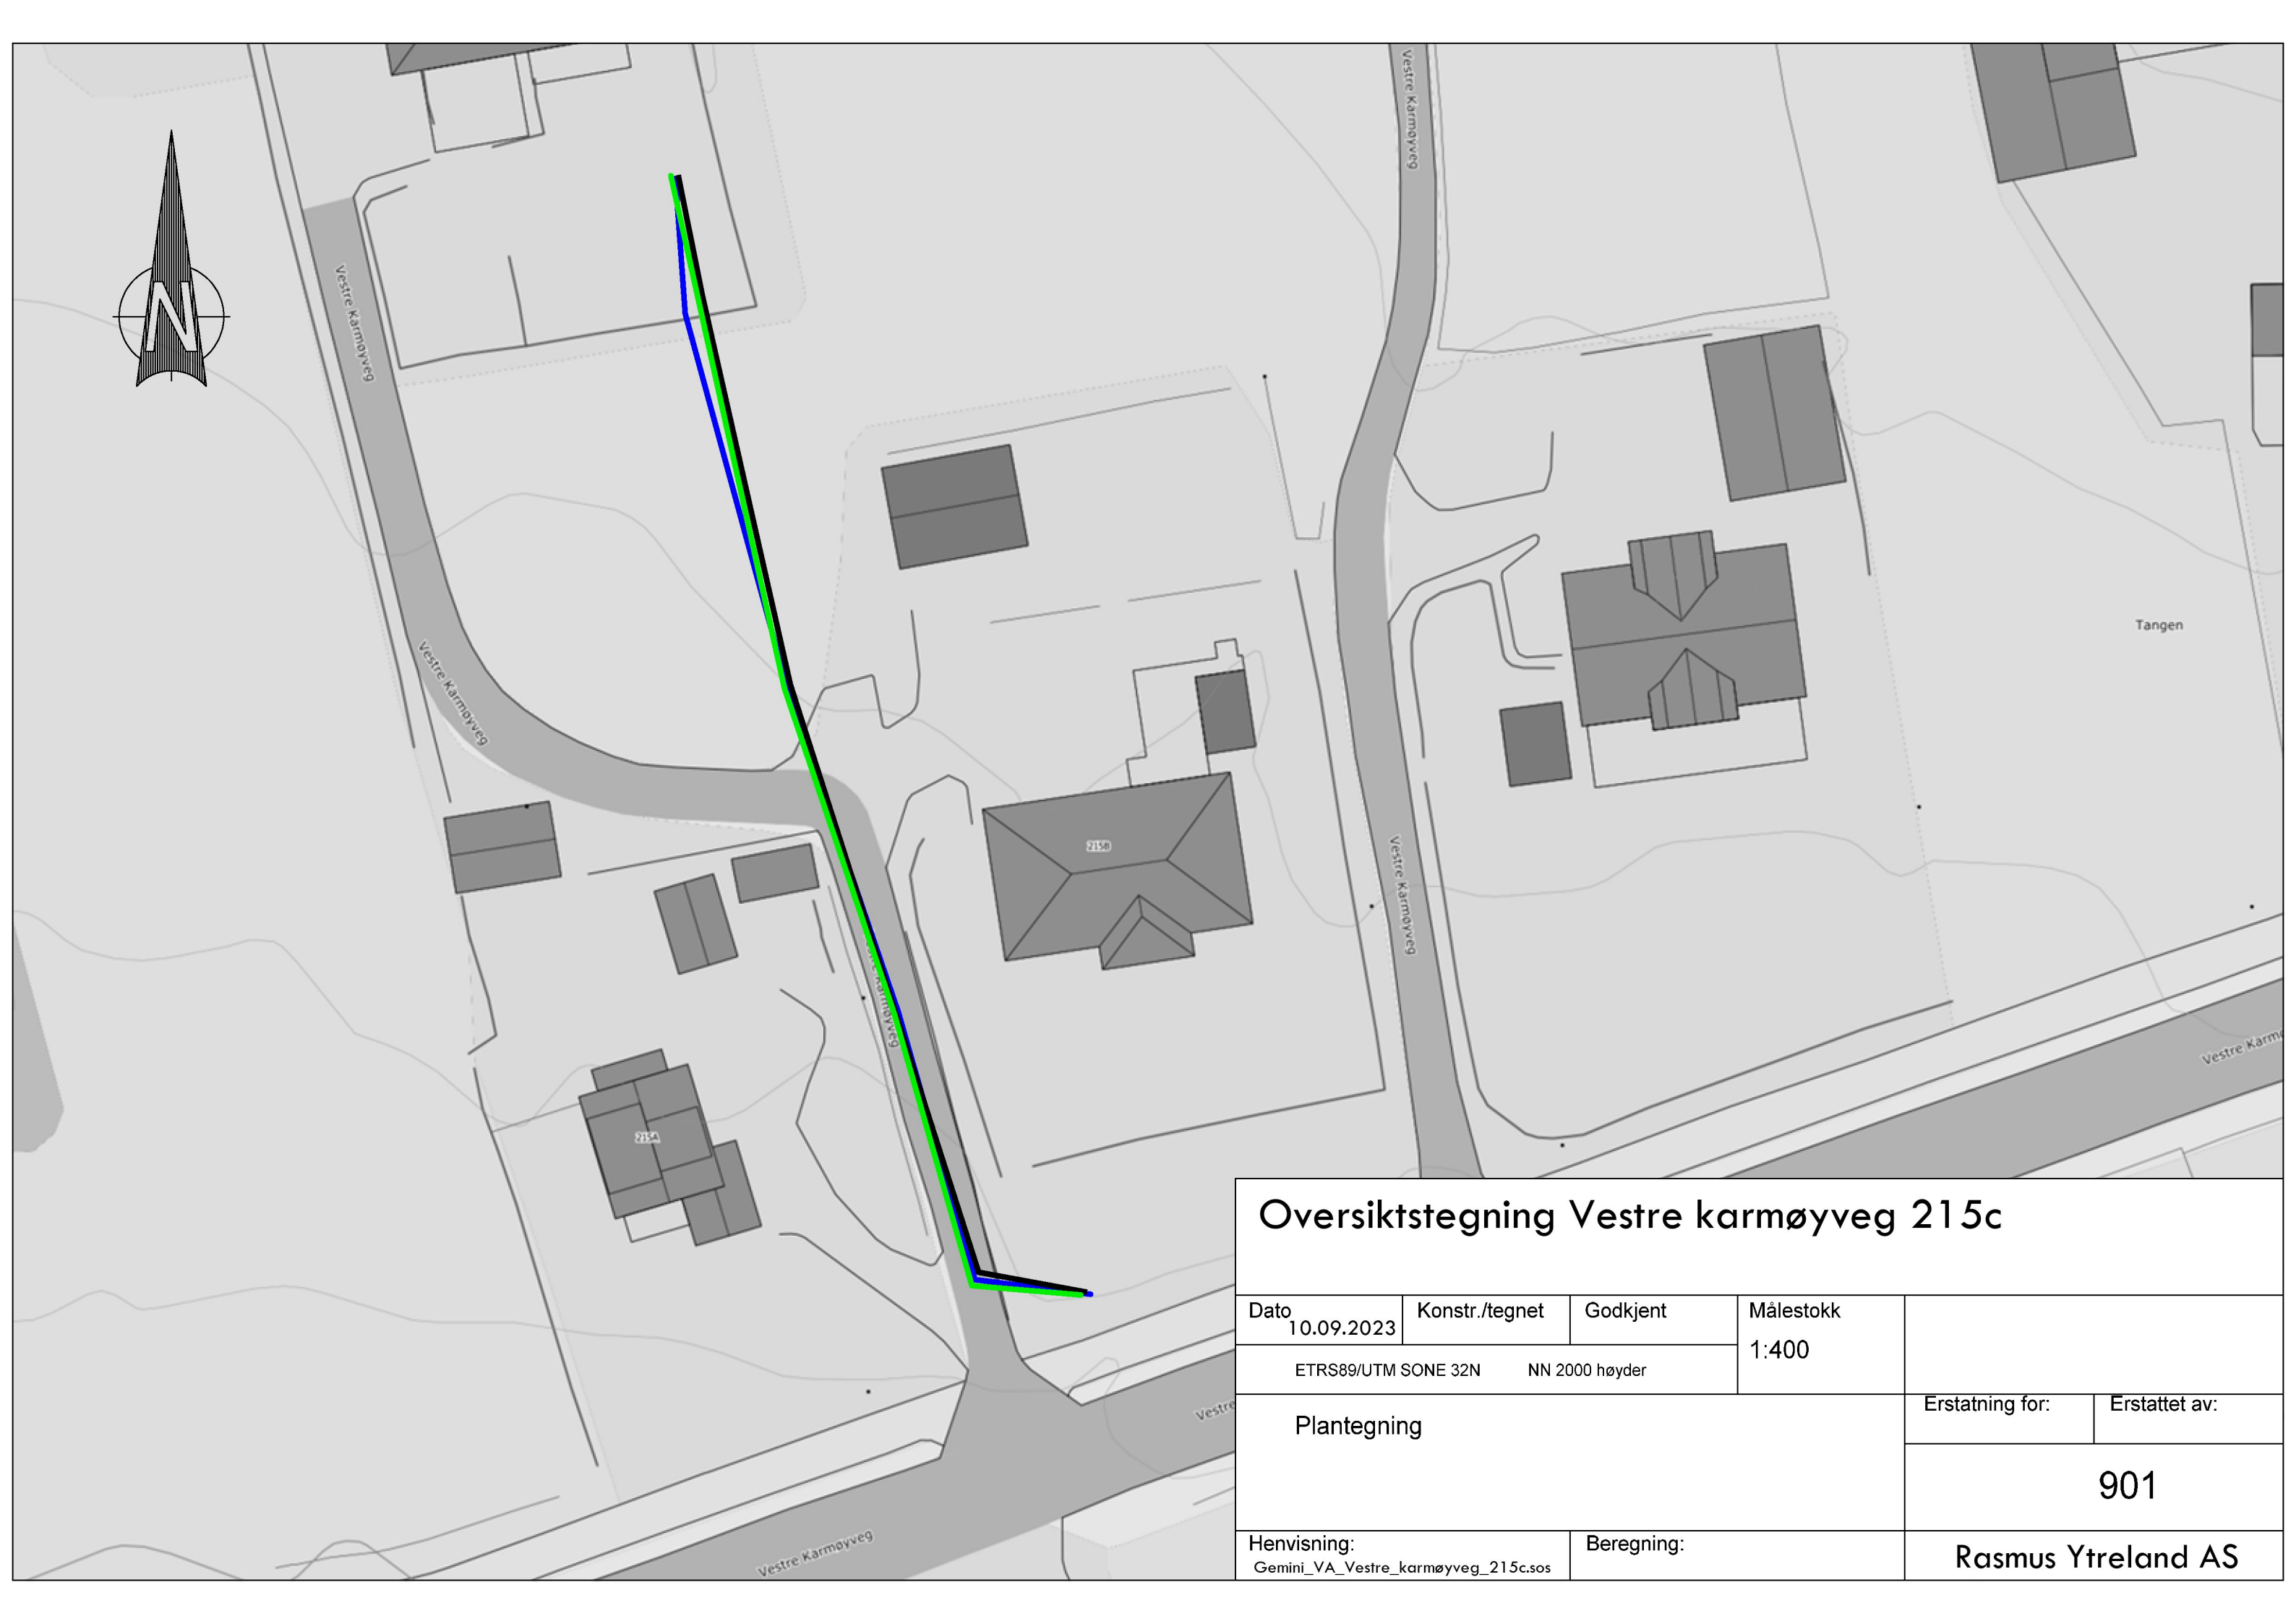 Vestre Karmøyveg
N
Vestre Karmøyveg
Vestre Karmøyveg
Tangen
215B
Vestre Karmøyveg
Karmøyveg
215A
Vestre Karmø
Vestre
Vestre Karmøyveg
Oversiktstegning Vestre karmøyveg 215c
Dato
10.09.2023
Konstr./tegnet
Godkjent
Målestokk
1:400
ETRS89/UTM SONE 32N NN 2000 høyder
Plantegning
Erstatning for:
Erstattet av:
901
Henvisning:
Gemini_VA_Vestre_karmøyveg_215c.sos
Beregning:
Rasmus Ytreland AS